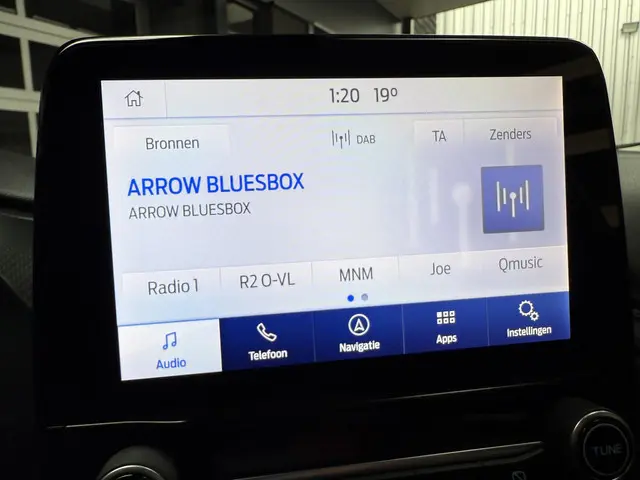 1:20 19º
Bronnen DAB TA Zenders
ARROW BLUESBOX
ARROW BLUESBOX
Radio 1 R2 O-VL MNM Joe Qmusic
Audio Telefoon Navigatie Apps Instellingen
TUNE